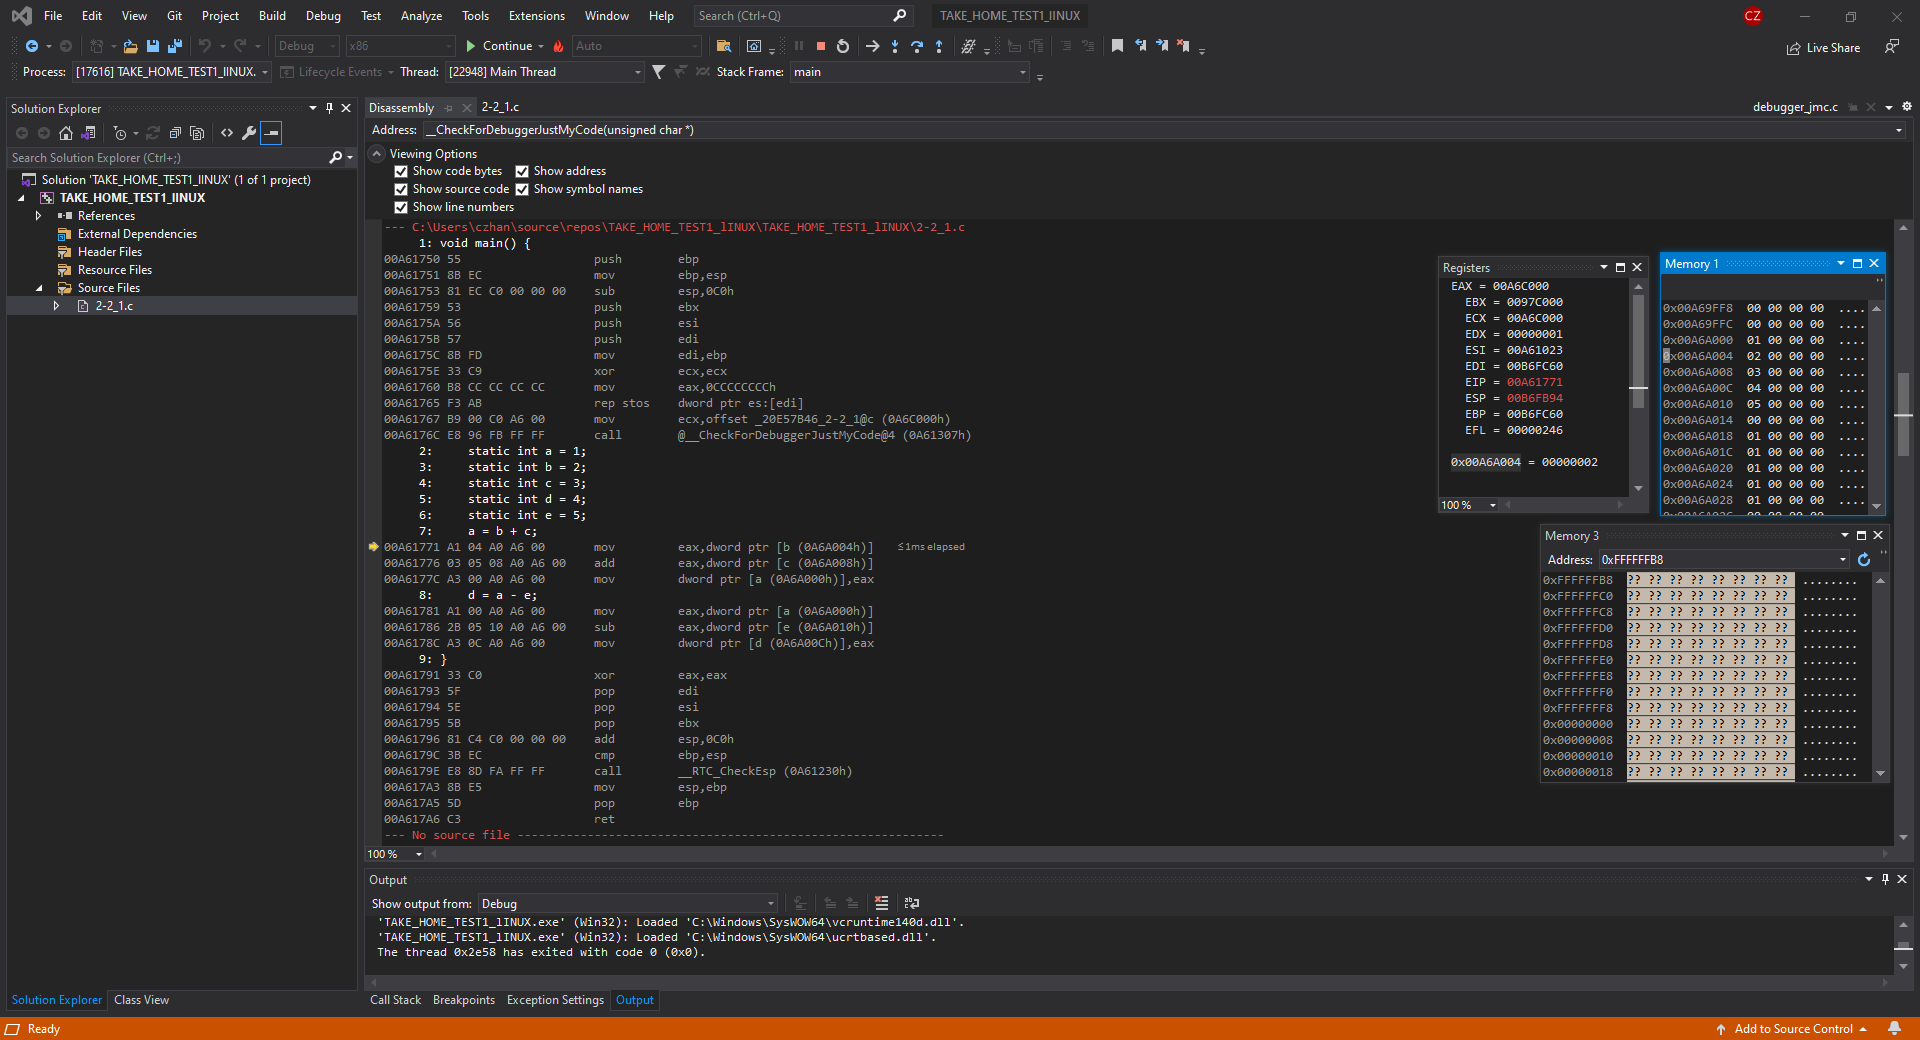 File Edit View Git Project Build Debug Test Analyze Tools Extensions Window Help Search (Ctrl+Q) TAKE_HOME_TEST1_lINUX CZ
Debug x86 Continue Auto Live Share
Process: [17616] TAKE_HOME_TEST1_lINUX. Lifecycle Events Thread: [22948] Main Thread Stack Frame: main
Solution Explorer
Search Solution Explorer (Ctrl+;)
Solution 'TAKE_HOME_TEST1_lINUX' (1 of 1 project)
TAKE_HOME_TEST1_lINUX
References
External Dependencies
Header Files
Resource Files
Source Files
2-2_1.c
Solution Explorer Class View
Disassembly 2-2_1.c debugger_jmc.c
Address: __CheckForDebuggerJustMyCode(unsigned char *)
Viewing Options
Show code bytes Show address
Show source code Show symbol names
Show line numbers
--- C:\Users\czhan\source\repos\TAKE_HOME_TEST1_lINUX\TAKE_HOME_TEST1_lINUX\2-2_1.c
1: void main() {
00A61750 55 push ebp
00A61751 8B EC mov ebp,esp
00A61753 81 EC C0 00 00 00 sub esp,0C0h
00A61759 53 push ebx
00A6175A 56 push esi
00A6175B 57 push edi
00A6175C 8B FD mov edi,ebp
00A6175E 33 C9 xor ecx,ecx
00A61760 B8 CC CC CC CC mov eax,0CCCCCCCCh
00A61765 F3 AB rep stos dword ptr es:[edi]
00A61767 B9 00 C0 A6 00 mov ecx,offset _20E57B46_2-2_1@c (0A6C000h)
00A6176C E8 96 FB FF FF call @__CheckForDebuggerJustMyCode@4 (0A61307h)
2: static int a = 1;
3: static int b = 2;
4: static int c = 3;
5: static int d = 4;
6: static int e = 5;
7: a = b + c;
00A61771 A1 04 A0 A6 00 mov eax,dword ptr [b (0A6A004h)] ≤1ms elapsed
00A61776 03 05 08 A0 A6 00 add eax,dword ptr [c (0A6A008h)]
00A6177C A3 00 A0 A6 00 mov dword ptr [a (0A6A000h)],eax
8: d = a - e;
00A61781 A1 00 A0 A6 00 mov eax,dword ptr [a (0A6A000h)]
00A61786 2B 05 10 A0 A6 00 sub eax,dword ptr [e (0A6A010h)]
00A6178C A3 0C A0 A6 00 mov dword ptr [d (0A6A00Ch)],eax
9: }
00A61791 33 C0 xor eax,eax
00A61793 5F pop edi
00A61794 5E pop esi
00A61795 5B pop ebx
00A61796 81 C4 C0 00 00 00 add esp,0C0h
00A6179C 3B EC cmp ebp,esp
00A6179E E8 8D FA FF FF call __RTC_CheckEsp (0A61230h)
00A617A3 8B E5 mov esp,ebp
00A617A5 5D pop ebp
00A617A6 C3 ret
--- No source file -------------------------------------------------------------
100 %
Registers
EAX = 00A6C000
EBX = 0097C000
ECX = 00A6C000
EDX = 00000001
ESI = 00A61023
EDI = 00B6FC60
EIP = 00A61771
ESP = 00B6FB94
EBP = 00B6FC60
EFL = 00000246
0x00A6A004 = 00000002
100 %
Memory 1
0x00A69FF8 00 00 00 00 ....
0x00A69FFC 00 00 00 00 ....
0x00A6A000 01 00 00 00 ....
0x00A6A004 02 00 00 00 ....
0x00A6A008 03 00 00 00 ....
0x00A6A00C 04 00 00 00 ....
0x00A6A010 05 00 00 00 ....
0x00A6A014 00 00 00 00 ....
0x00A6A018 01 00 00 00 ....
0x00A6A01C 01 00 00 00 ....
0x00A6A020 01 00 00 00 ....
0x00A6A024 01 00 00 00 ....
0x00A6A028 01 00 00 00 ....
Memory 3
Address: 0xFFFFFFB8
0xFFFFFFB8 ?? ?? ?? ?? ?? ?? ?? ?? ........
0xFFFFFFC0 ?? ?? ?? ?? ?? ?? ?? ?? ........
0xFFFFFFC8 ?? ?? ?? ?? ?? ?? ?? ?? ........
0xFFFFFFD0 ?? ?? ?? ?? ?? ?? ?? ?? ........
0xFFFFFFD8 ?? ?? ?? ?? ?? ?? ?? ?? ........
0xFFFFFFE0 ?? ?? ?? ?? ?? ?? ?? ?? ........
0xFFFFFFE8 ?? ?? ?? ?? ?? ?? ?? ?? ........
0xFFFFFFF0 ?? ?? ?? ?? ?? ?? ?? ?? ........
0xFFFFFFF8 ?? ?? ?? ?? ?? ?? ?? ?? ........
0x00000000 ?? ?? ?? ?? ?? ?? ?? ?? ........
0x00000008 ?? ?? ?? ?? ?? ?? ?? ?? ........
0x00000010 ?? ?? ?? ?? ?? ?? ?? ?? ........
0x00000018 ?? ?? ?? ?? ?? ?? ?? ?? ........
Output
Show output from: Debug
'TAKE_HOME_TEST1_lINUX.exe' (Win32): Loaded 'C:\Windows\SysWOW64\vcruntime140d.dll'.
'TAKE_HOME_TEST1_lINUX.exe' (Win32): Loaded 'C:\Windows\SysWOW64\ucrtbased.dll'.
The thread 0x2e58 has exited with code 0 (0x0).
Call Stack Breakpoints Exception Settings Output
Ready Add to Source Control